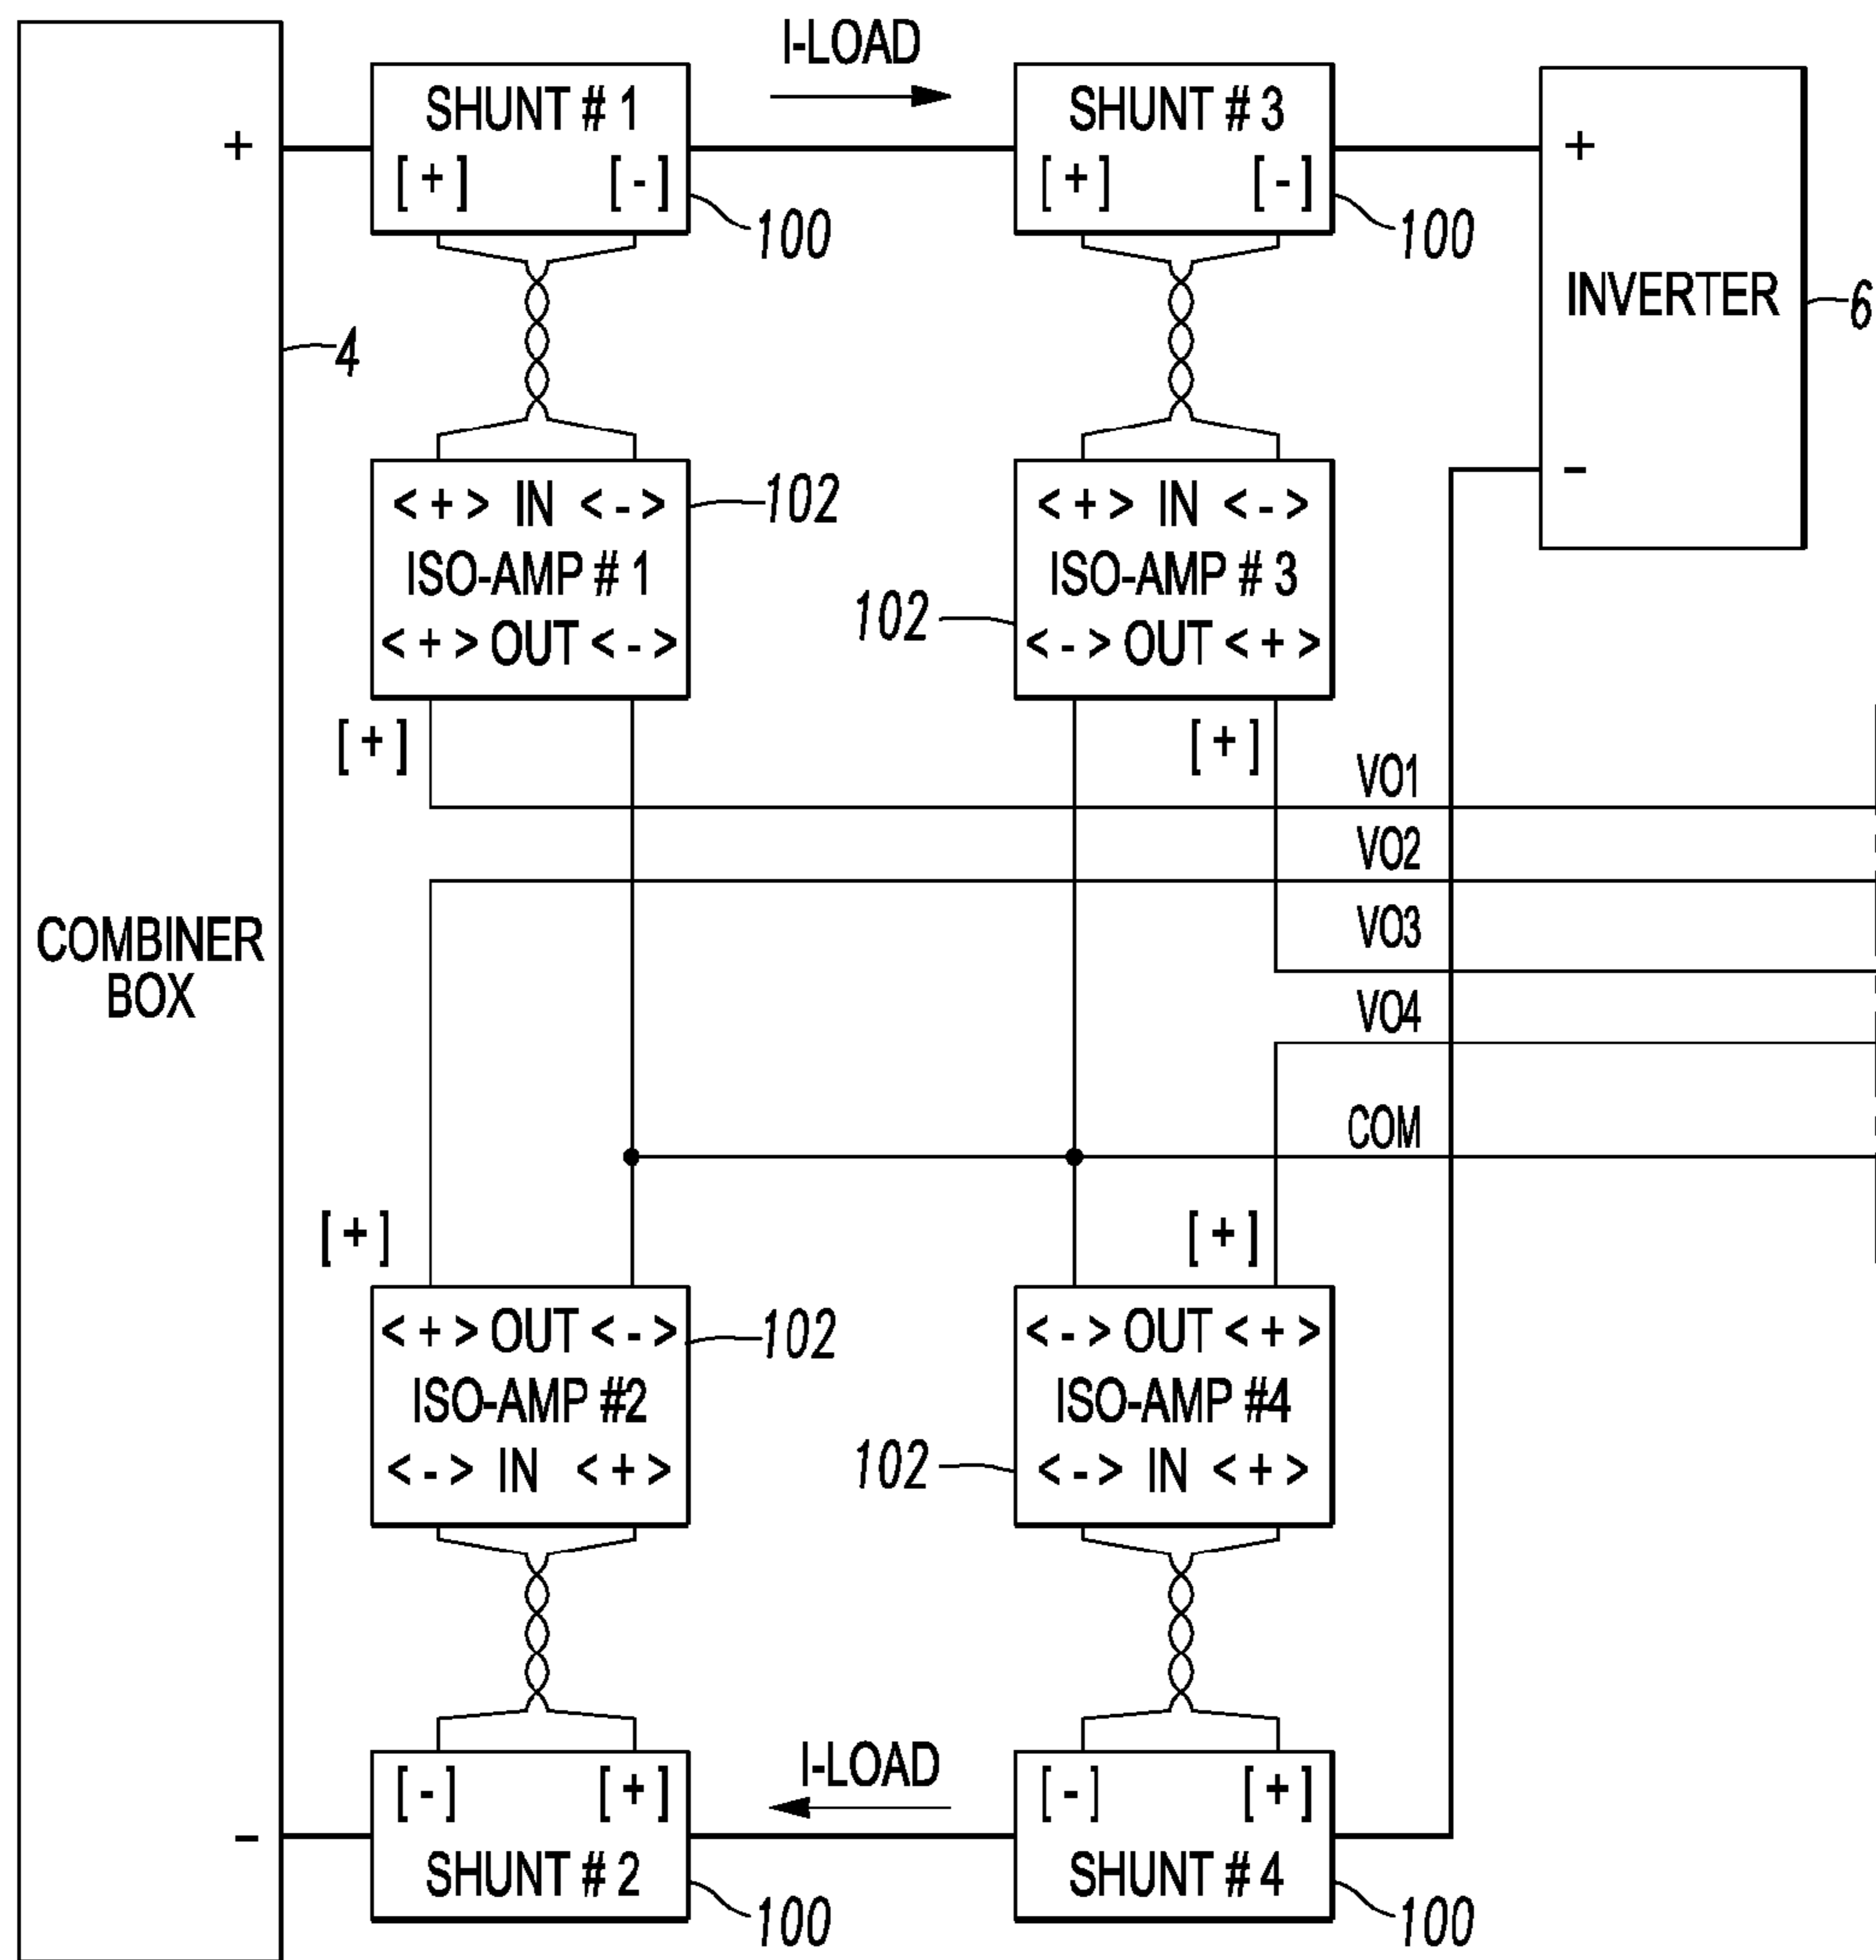 I-LOAD
SHUNT # 1
[ + ] [ - ]
100
SHUNT # 3
[ + ] [ - ]
100
+
+
INVERTER
6
-
4
< + > IN < - >
ISO-AMP # 1
< + > OUT < - >
102
< + > IN < - >
ISO-AMP # 3
< - > OUT < + >
102
[ + ]
[ + ]
VO1
VO2
VO3
VO4
COM
COMBINER
BOX
[ + ]
[ + ]
< + > OUT < - >
ISO-AMP #2
< - > IN < + >
102
< - > OUT < + >
ISO-AMP #4
< - > IN < + >
102
I-LOAD
[ - ] [ + ]
SHUNT # 2
100
[ - ] [ + ]
SHUNT # 4
100
-